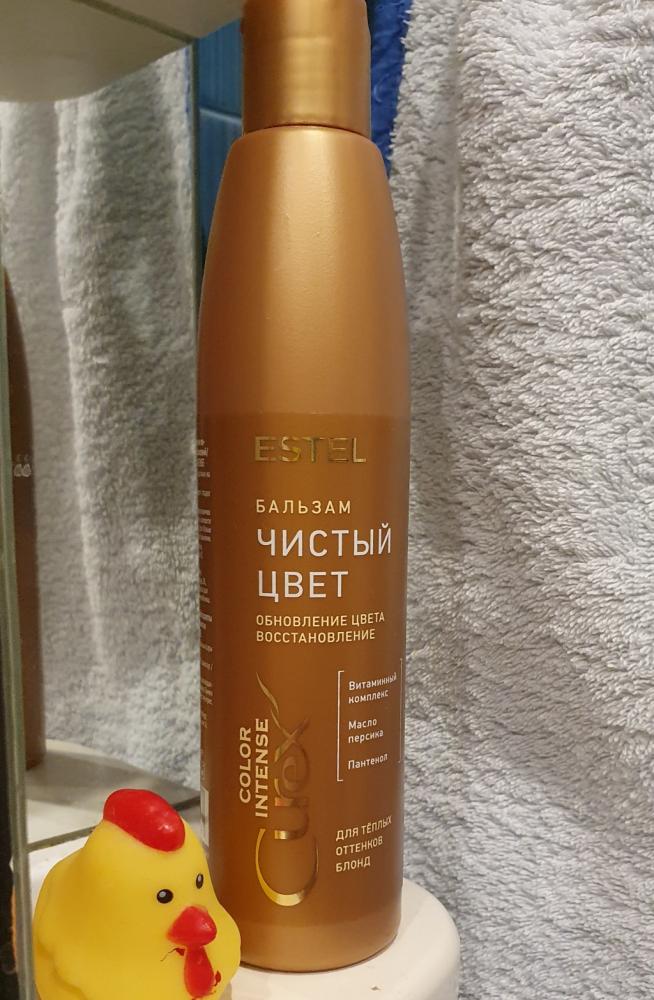 ESTEL
БАЛЬЗАМ
ЧИСТЫЙ
ЦВЕТ
ОБНОВЛЕНИЕ ЦВЕТА
ВОССТАНОВЛЕНИЕ
Витаминный
комплекс
Масло
персика
Пантенол
COLOR
INTENSE
Curex
ДЛЯ ТЁПЛЫХ
ОТТЕНКОВ
БЛОНД